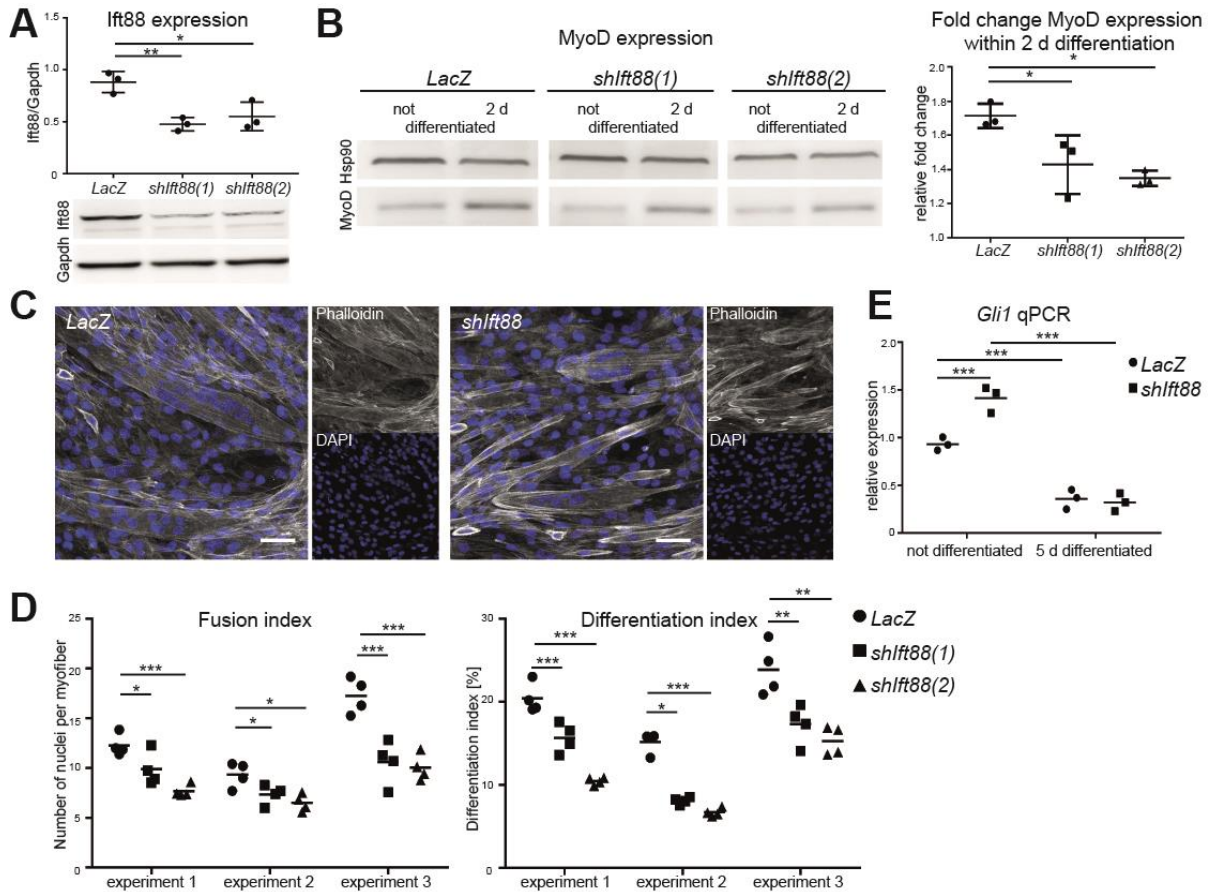 A
Ift88 expression
Ift88/Gapdh
1.5
1.0
0.5
0
*
**
LacZ shIft88(1) shIft88(2)
Ift88
Gapdh
B
MyoD expression
LacZ shIft88(1) shIft88(2)
not 2 d not 2 d not 2 d
differentiated differentiated differentiated
Hsp90
MyoD
Fold change MyoD expression
within 2 d differentiation
relative fold change
2.0
1.8
1.6
1.4
1.2
1.0
*
*
LacZ shIft88(1) shIft88(2)
C
LacZ
Phalloidin
DAPI
shIft88
Phalloidin
DAPI
E
Gli1 qPCR
relative expression
2.0
1.5
1.0
0.5
0
***
***
***
LacZ
shIft88
not differentiated 5 d differentiated
D
Fusion index
Number of nuclei per myofiber
25
20
15
10
5
0
***
*
*
*
***
***
experiment 1 experiment 2 experiment 3
Differentiation index
Differentiation index [%]
30
20
10
0
***
***
***
*
**
**
experiment 1 experiment 2 experiment 3
LacZ
shIft88(1)
shIft88(2)